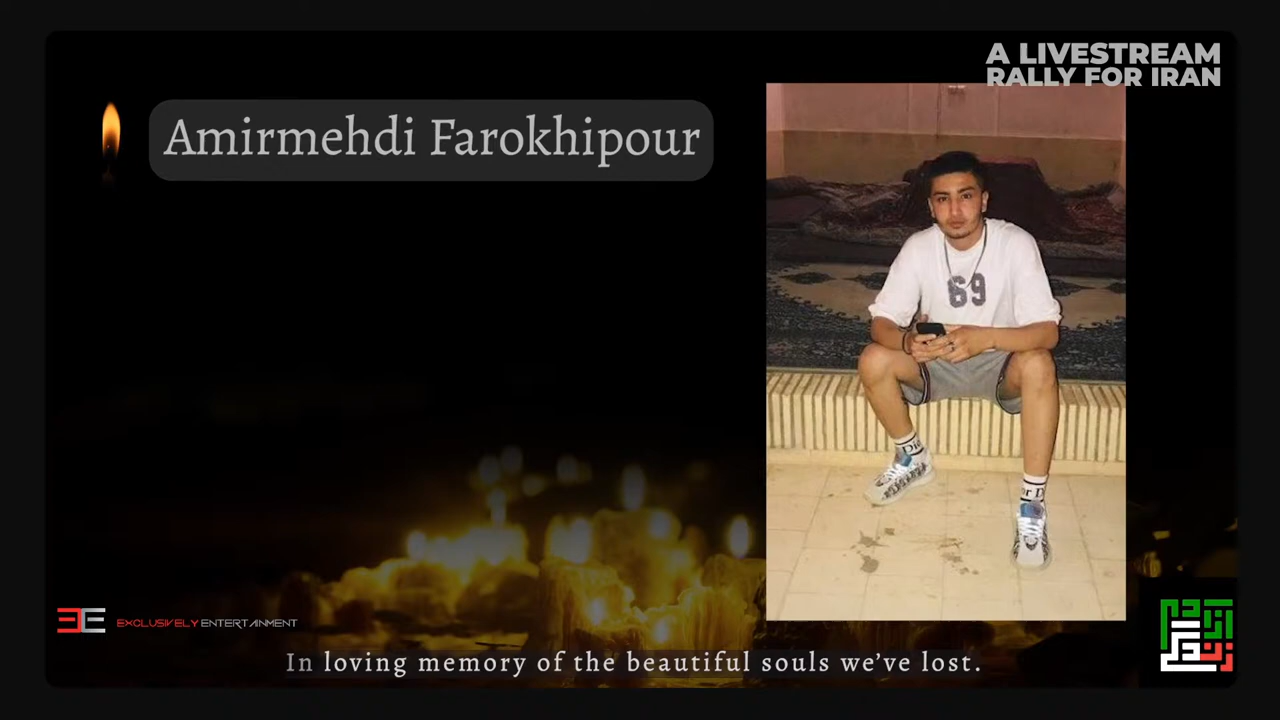 A LIVESTREAM
RALLY FOR IRAN
Amirmehdi Farokhipour
69
EXCLUSIVELY ENTERTAINMENT
In loving memory of the beautiful souls we've lost.